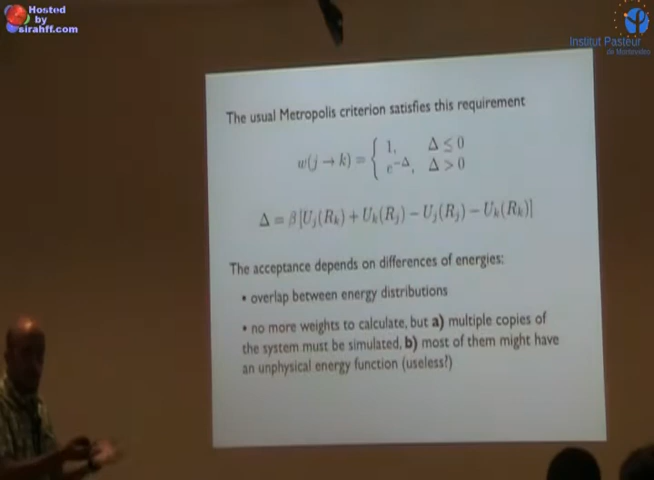 Hosted
by
sirahff.com
Institut Pasteur
de Montevideo
The usual Metropolis criterion satisfies this requirement
w(j → k) = { 1, Δ ≤ 0
e^{-Δ}, Δ > 0
Δ = β [U_j(R_k) + U_k(R_j) − U_j(R_j) − U_k(R_k)]
The acceptance depends on differences of energies:
• overlap between energy distributions
• no more weights to calculate, but a) multiple copies of
the system must be simulated, b) most of them might have
an unphysical energy function (useless?)